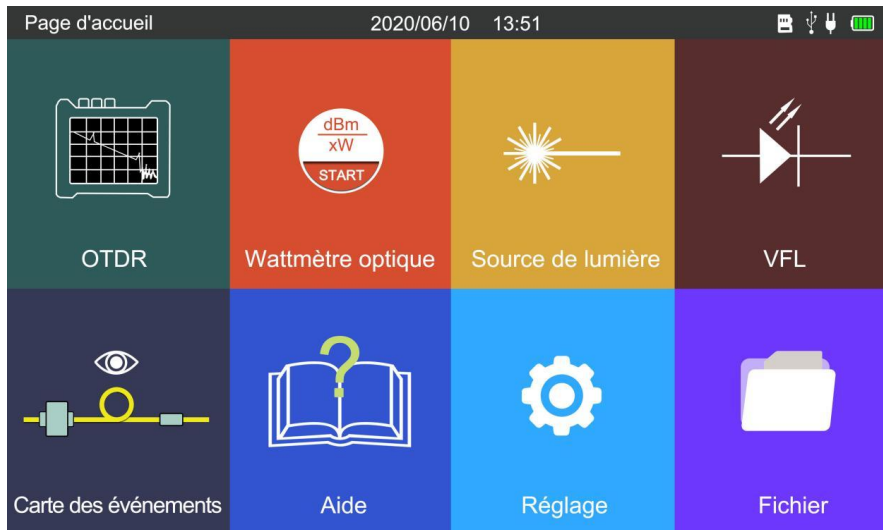 Page d'accueil 2020/06/10 13:51
dBm
xW
START
OTDR Wattmètre optique Source de lumière VFL
?
Carte des événements Aide Réglage Fichier